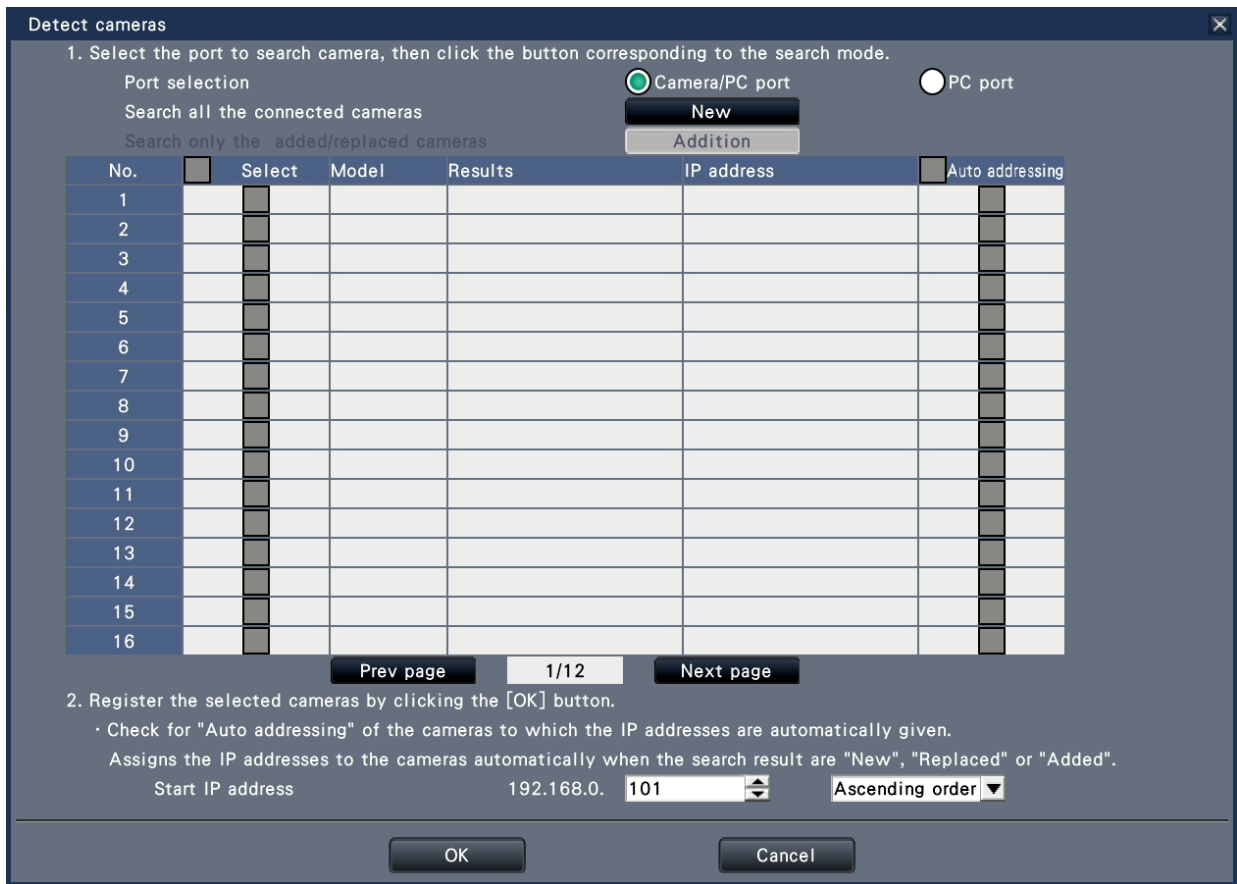 Detect cameras
1. Select the port to search camera, then click the button corresponding to the search mode.
Port selection Camera/PC port PC port
Search all the connected cameras New
Search only the added/replaced cameras Addition
No. Select Model Results IP address Auto addressing
1
2
3
4
5
6
7
8
9
10
11
12
13
14
15
16
Prev page 1/12 Next page
2. Register the selected cameras by clicking the [OK] button.
· Check for "Auto addressing" of the cameras to which the IP addresses are automatically given.
Assigns the IP addresses to the cameras automatically when the search result are "New", "Replaced" or "Added".
Start IP address 192.168.0. 101 Ascending order
OK Cancel